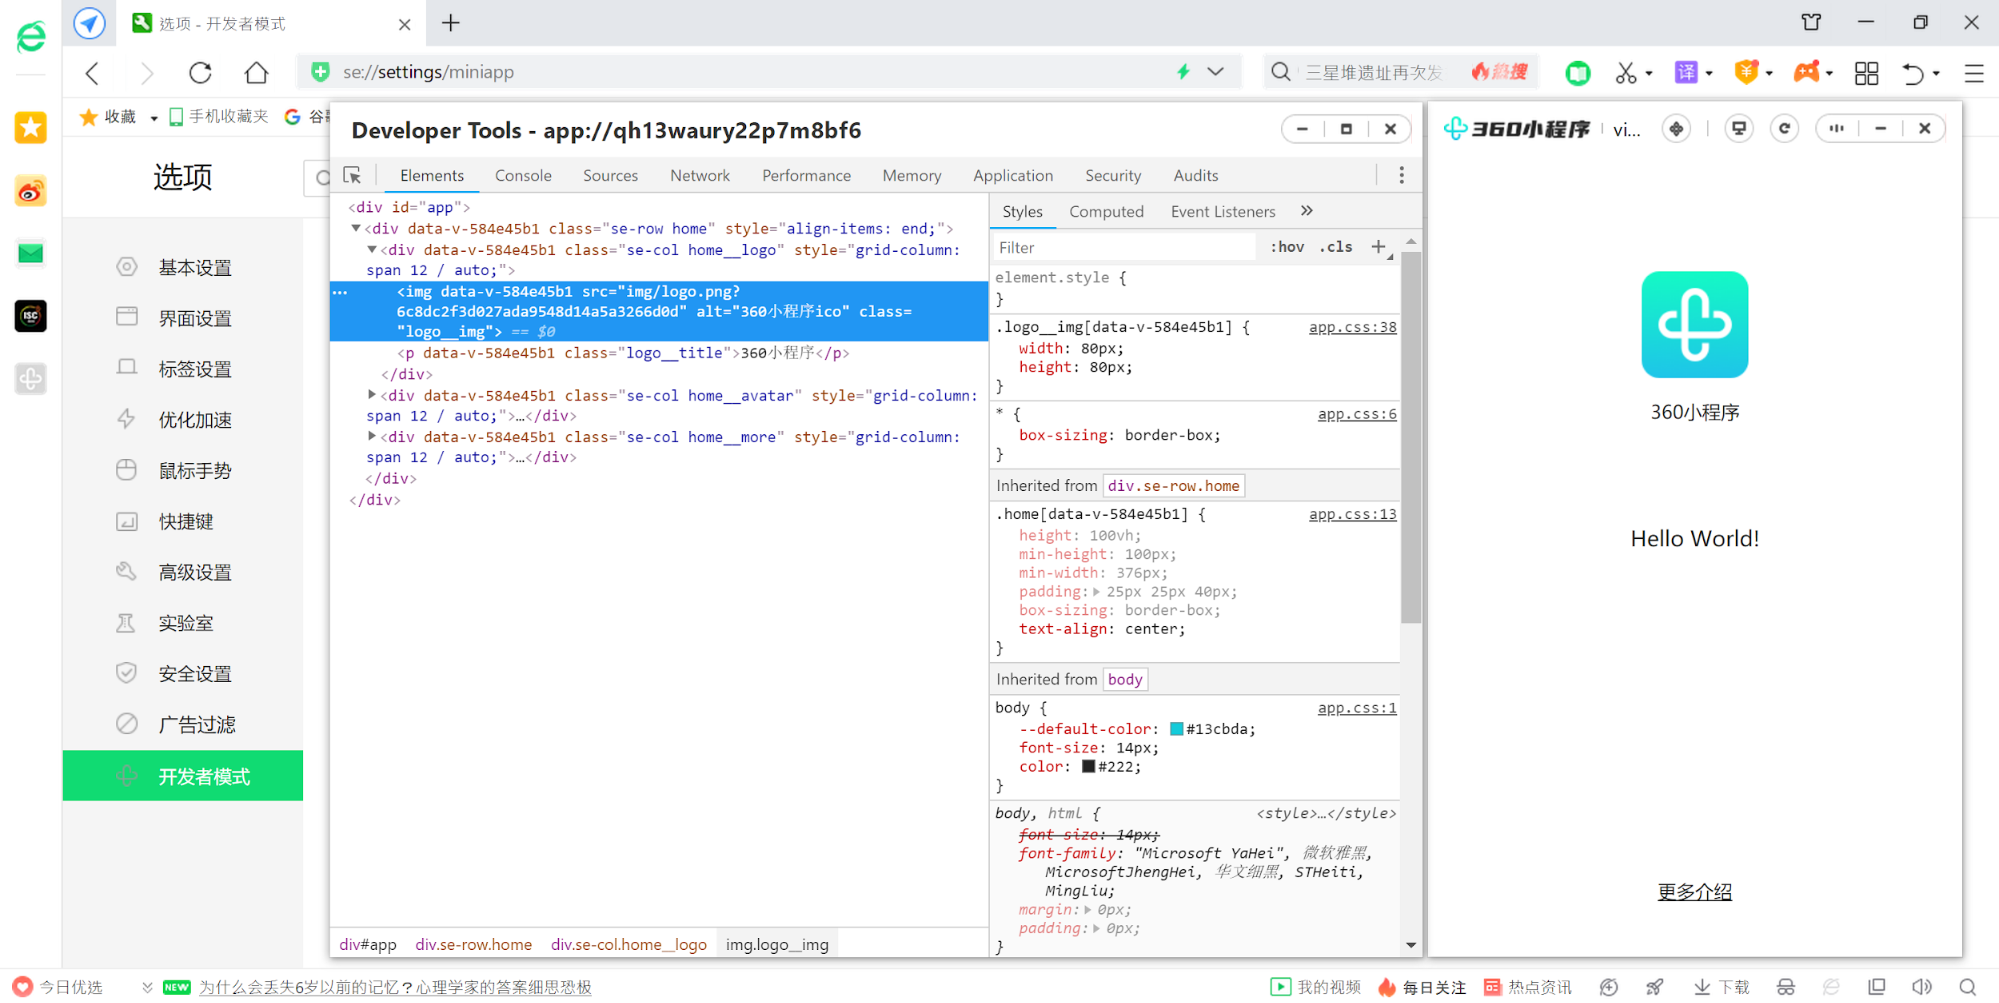 选项 - 开发者模式
se://settings/miniapp
三星堆遗址再次发
热搜
译
收藏
手机收藏夹
选项
基本设置
界面设置
标签设置
优化加速
鼠标手势
快捷键
高级设置
实验室
安全设置
广告过滤
开发者模式
ISC
Developer Tools - app://qh13waury22p7m8bf6
Elements Console Sources Network Performance Memory Application Security Audits
<div id="app">
<div data-v-584e45b1 class="se-row home" style="align-items: end;">
<div data-v-584e45b1 class="se-col home__logo" style="grid-column:
span 12 / auto;">
<img data-v-584e45b1 src="img/logo.png?
6c8dc2f3d027ada9548d14a5a3266d0d" alt="360小程序ico" class=
"logo__img"> == $0
<p data-v-584e45b1 class="logo__title">360小程序</p>
</div>
<div data-v-584e45b1 class="se-col home__avatar" style="grid-column:
span 12 / auto;">…</div>
<div data-v-584e45b1 class="se-col home__more" style="grid-column:
span 12 / auto;">…</div>
</div>
</div>
div#app div.se-row.home div.se-col.home__logo img.logo__img
Styles Computed Event Listeners »
Filter :hov .cls +
element.style {
}
.logo__img[data-v-584e45b1] { app.css:38
width: 80px;
height: 80px;
}
* { app.css:6
box-sizing: border-box;
}
Inherited from div.se-row.home
.home[data-v-584e45b1] { app.css:13
height: 100vh;
min-height: 100px;
min-width: 376px;
padding: 25px 25px 40px;
box-sizing: border-box;
text-align: center;
}
Inherited from body
body { app.css:1
--default-color: #13cbda;
font-size: 14px;
color: #222;
}
body, html { <style>…</style>
font-size: 14px;
font-family: "Microsoft YaHei", 微软雅黑,
MicrosoftJhengHei, 华文细黑, STHeiti,
MingLiu;
margin: 0px;
padding: 0px;
}
360小程序 vi...
360小程序
Hello World!
更多介绍
今日优选
NEW 为什么会丢失6岁以前的记忆？心理学家的答案细思恐极
我的视频 每日关注 热点资讯 下载